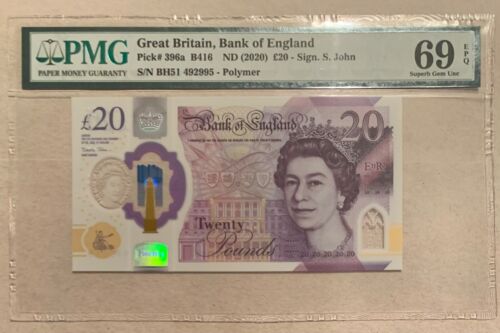 PMG
PAPER MONEY GUARANTY
Great Britain, Bank of England
Pick# 396a B416 ND (2020) £20 - Sign. S. John
S/N BH51 492995 - Polymer
69 EPQ
Superb Gem Unc
£20
Bank of England
20
EIIR
Twenty
Pounds
20·20·20·20·20